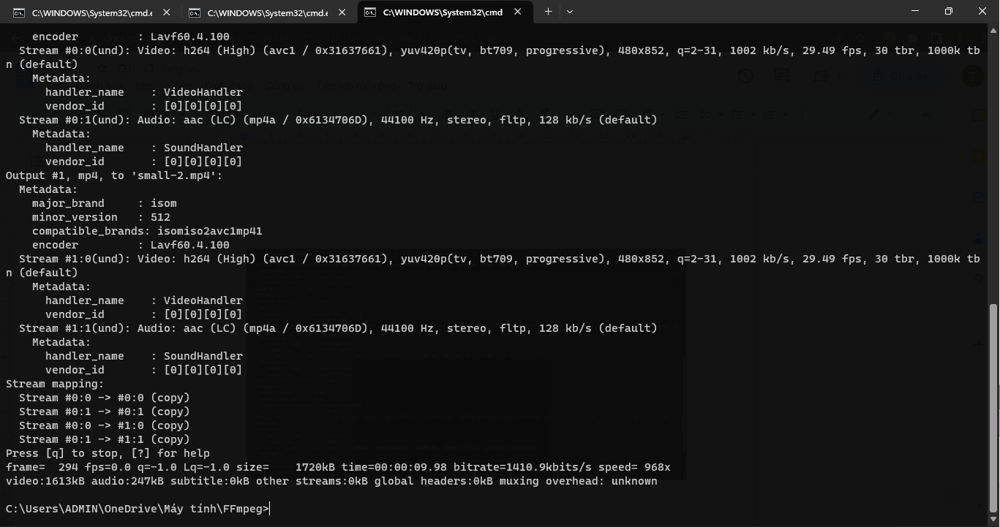 C:\WINDOWS\System32\cmd.e
C:\WINDOWS\System32\cmd.e
C:\WINDOWS\System32\cmd
encoder : Lavf60.4.100
Stream #0:0(und): Video: h264 (High) (avc1 / 0x31637661), yuv420p(tv, bt709, progressive), 480x852, q=2-31, 1002 kb/s, 29.49 fps, 30 tbr, 1000k tb
n (default)
Metadata:
handler_name : VideoHandler
vendor_id : [0][0][0][0]
Stream #0:1(und): Audio: aac (LC) (mp4a / 0x6134706D), 44100 Hz, stereo, fltp, 128 kb/s (default)
Metadata:
handler_name : SoundHandler
vendor_id : [0][0][0][0]
Output #1, mp4, to 'small-2.mp4':
Metadata:
major_brand : isom
minor_version : 512
compatible_brands: isomiso2avc1mp41
encoder : Lavf60.4.100
Stream #1:0(und): Video: h264 (High) (avc1 / 0x31637661), yuv420p(tv, bt709, progressive), 480x852, q=2-31, 1002 kb/s, 29.49 fps, 30 tbr, 1000k tb
n (default)
Metadata:
handler_name : VideoHandler
vendor_id : [0][0][0][0]
Stream #1:1(und): Audio: aac (LC) (mp4a / 0x6134706D), 44100 Hz, stereo, fltp, 128 kb/s (default)
Metadata:
handler_name : SoundHandler
vendor_id : [0][0][0][0]
Stream mapping:
Stream #0:0 -> #0:0 (copy)
Stream #0:1 -> #0:1 (copy)
Stream #0:0 -> #1:0 (copy)
Stream #0:1 -> #1:1 (copy)
Press [q] to stop, [?] for help
frame= 294 fps=0.0 q=-1.0 Lq=-1.0 size= 1720kB time=00:00:09.98 bitrate=1410.9kbits/s speed= 968x
video:1613kB audio:247kB subtitle:0kB other streams:0kB global headers:0kB muxing overhead: unknown
C:\Users\ADMIN\OneDrive\Máy tính\FFmpeg>